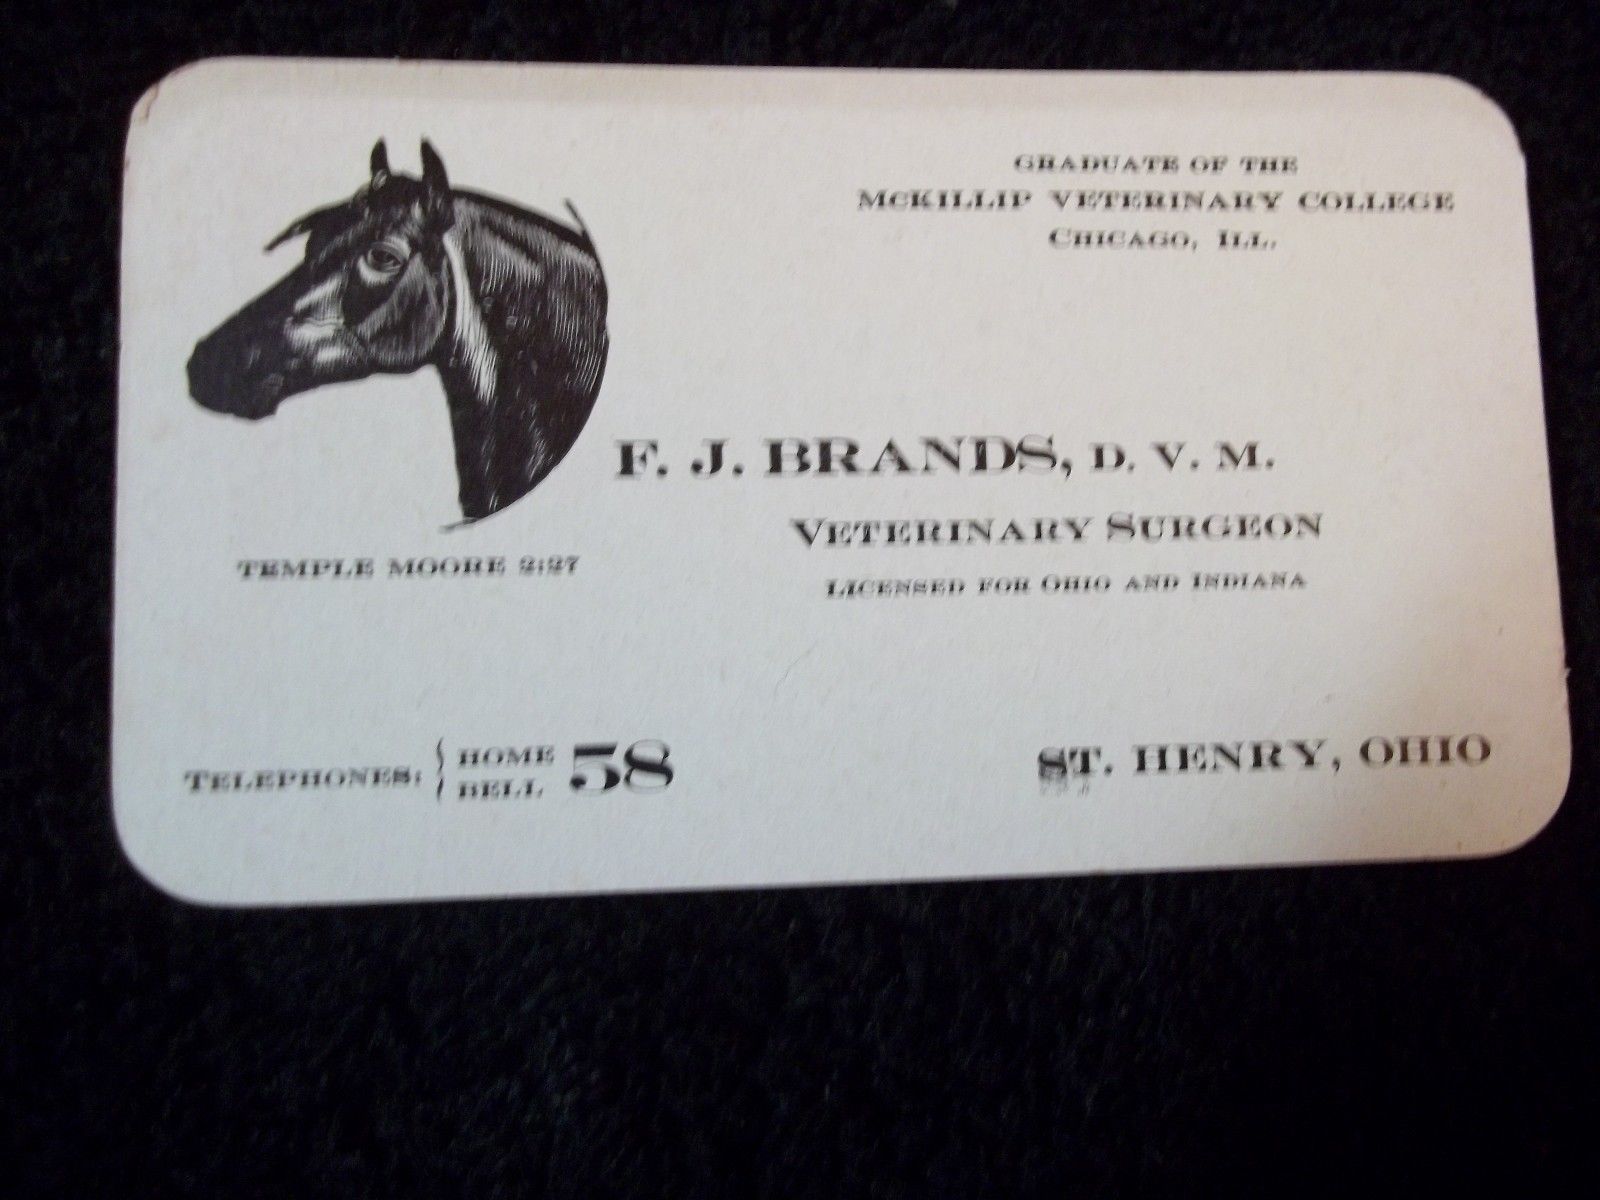 GRADUATE OF THE
MCKILLIP VETERINARY COLLEGE
CHICAGO, ILL.
F. J. BRANDS, D. V. M.
VETERINARY SURGEON
LICENSED FOR OHIO AND INDIANA
TEMPLE MOORE 2:27
TELEPHONES: { HOME
BELL 58
ST. HENRY, OHIO